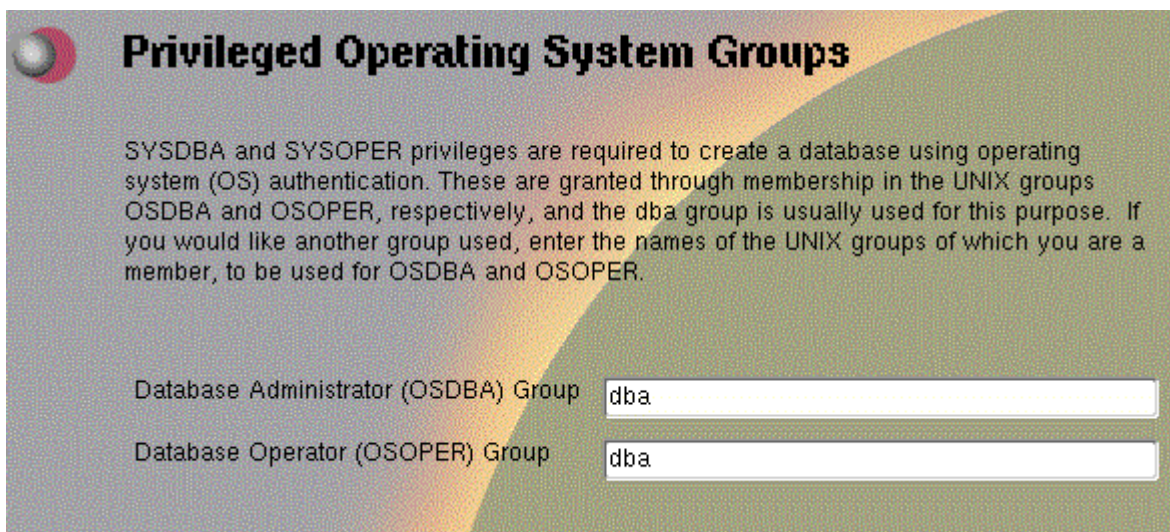 Privileged Operating System Groups
SYSDBA and SYSOPER privileges are required to create a database using operating
system (OS) authentication. These are granted through membership in the UNIX groups
OSDBA and OSOPER, respectively, and the dba group is usually used for this purpose.  If
you would like another group used, enter the names of the UNIX groups of which you are a
member, to be used for OSDBA and OSOPER.
Database Administrator (OSDBA) Group dba
Database Operator (OSOPER) Group dba